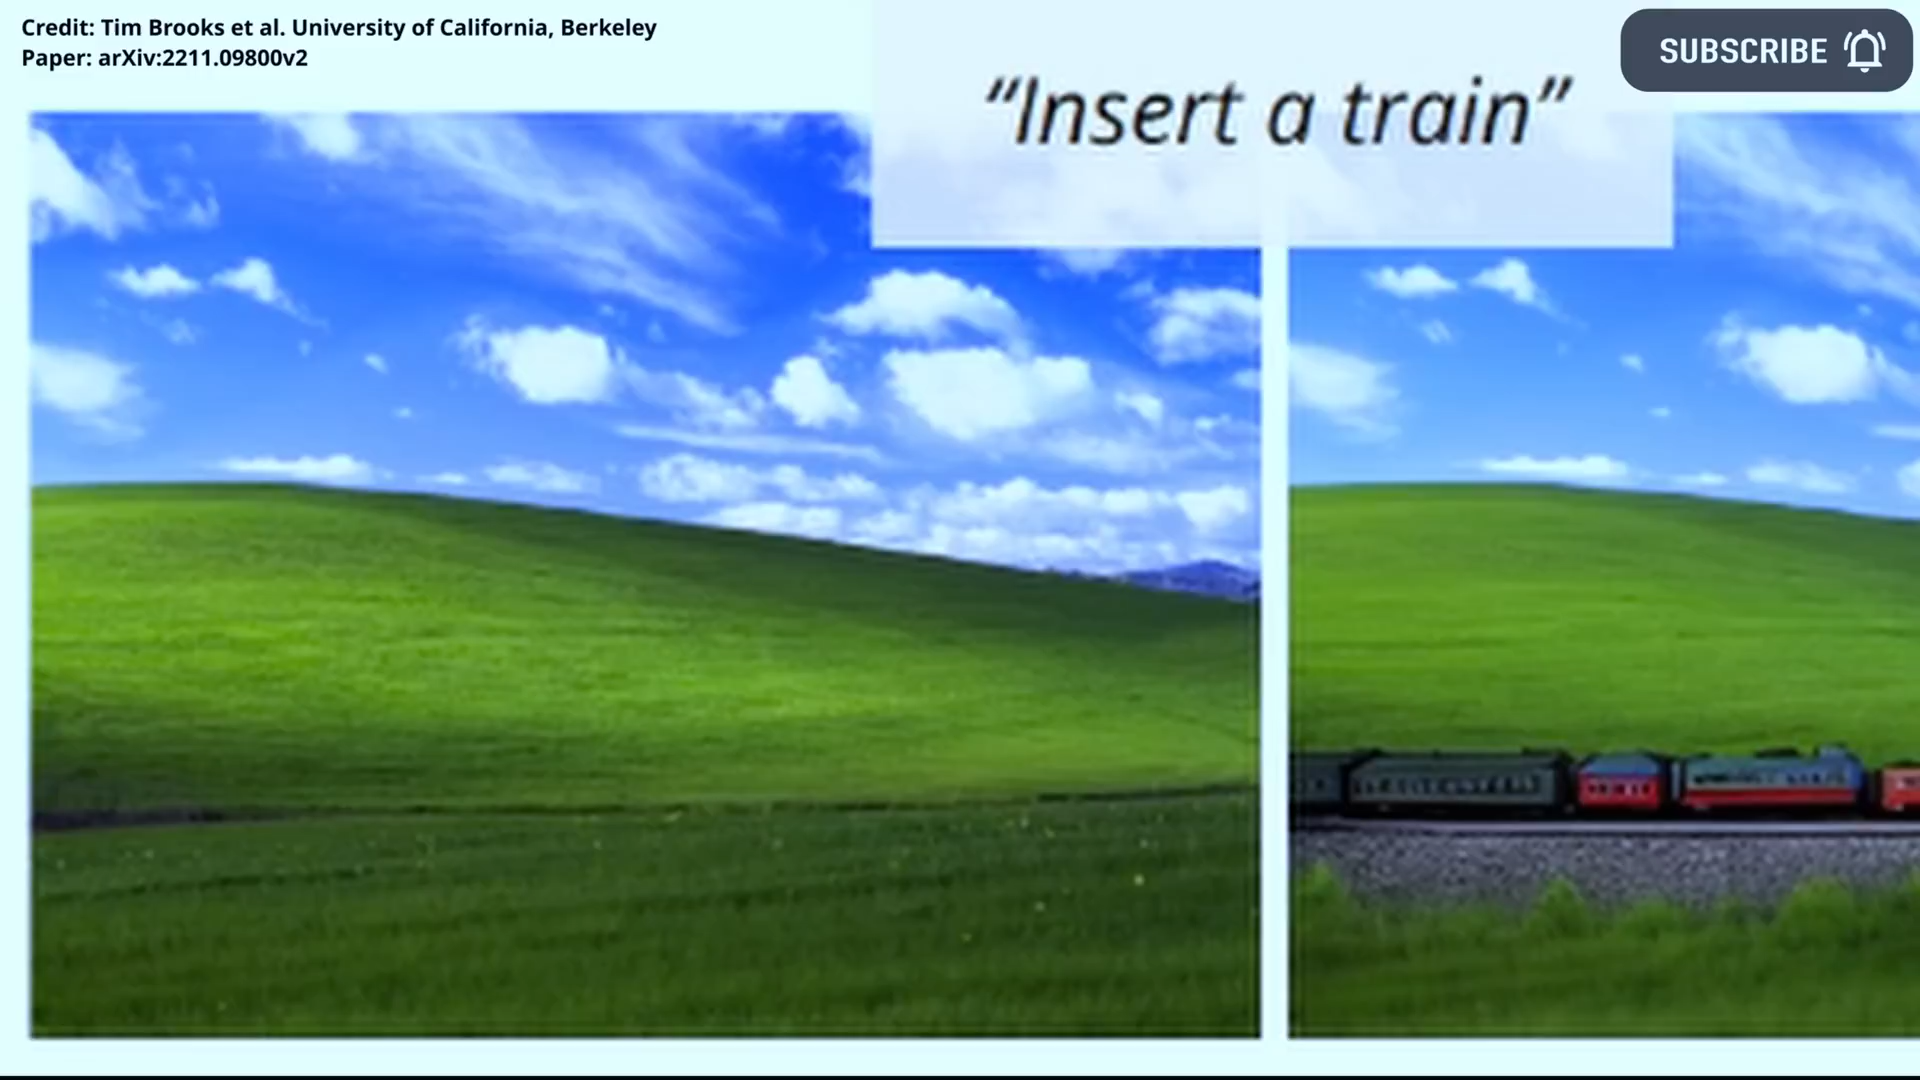 Credit: Tim Brooks et al. University of California, Berkeley
Paper: arXiv:2211.09800v2
SUBSCRIBE
“Insert a train”